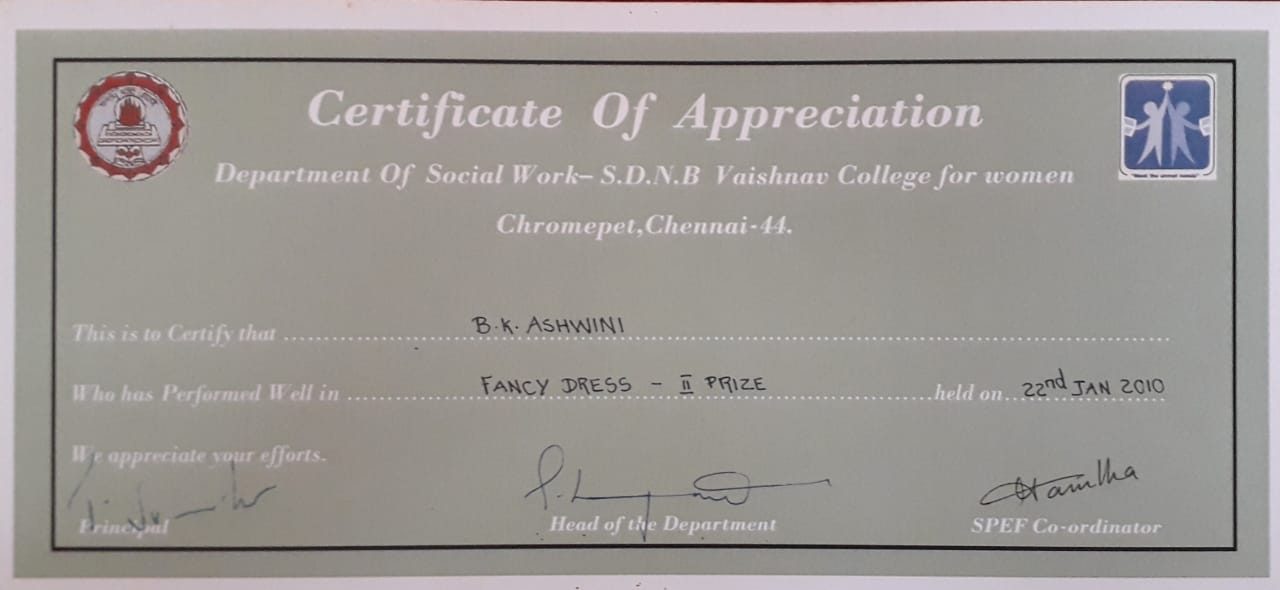 Certificate Of Appreciation
Department Of Social Work– S.D.N.B Vaishnav College for women
Chromepet,Chennai-44.
This is to Certify that ........ B.K. ASHWINI ........
Who has Performed Well in ........ FANCY DRESS - II PRIZE ........ held on ... 22nd JAN 2010
We appreciate your efforts.
Principal Head of the Department SPEF Co-ordinator